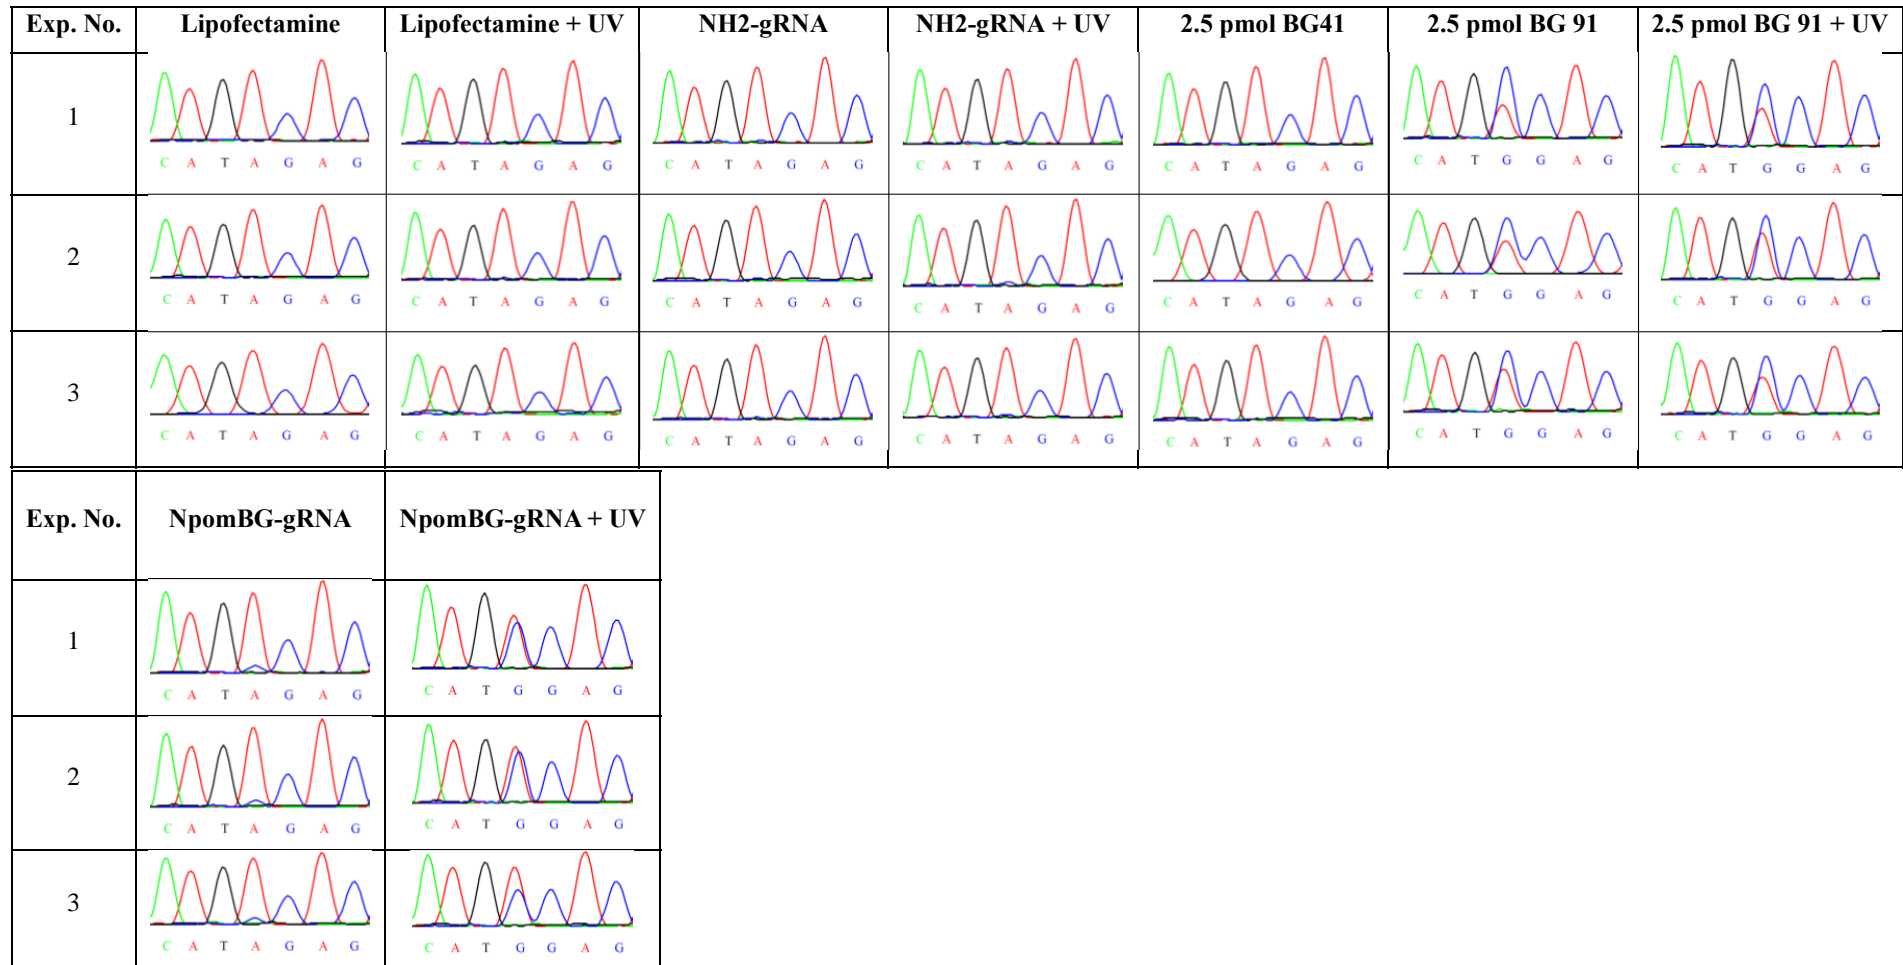 Exp. No. Lipofectamine Lipofectamine + UV NH2-gRNA NH2-gRNA + UV 2.5 pmol BG41 2.5 pmol BG 91 2.5 pmol BG 91 + UV
1 C A T A G A G C A T A G A G C A T A G A G C A T A G A G C A T A G A G C A T G G A G C A T G G A G
2 C A T A G A G C A T A G A G C A T A G A G C A T A G A G C A T A G A G C A T G G A G C A T G G A G
3 C A T A G A G C A T A G A G C A T A G A G C A T A G A G C A T A G A G C A T G G A G C A T G G A G
Exp. No. NpomBG-gRNA NpomBG-gRNA + UV
1 C A T A G A G C A T G G A G
2 C A T A G A G C A T G G A G
3 C A T A G A G C A T G G A G